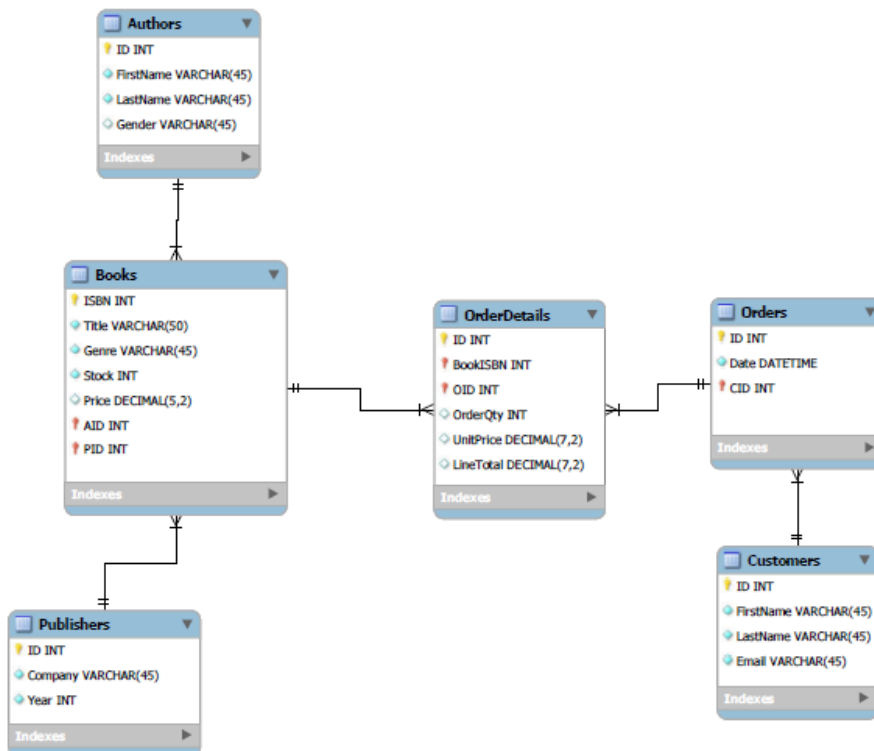 Authors
ID INT
FirstName VARCHAR(45)
LastName VARCHAR(45)
Gender VARCHAR(45)
Indexes
Books
ISBN INT
Title VARCHAR(50)
Genre VARCHAR(45)
Stock INT
Price DECIMAL(5,2)
AID INT
PID INT
Indexes
OrderDetails
ID INT
BookISBN INT
OID INT
OrderQty INT
UnitPrice DECIMAL(7,2)
LineTotal DECIMAL(7,2)
Indexes
Orders
ID INT
Date DATETIME
CID INT
Indexes
Publishers
ID INT
Company VARCHAR(45)
Year INT
Indexes
Customers
ID INT
FirstName VARCHAR(45)
LastName VARCHAR(45)
Email VARCHAR(45)
Indexes